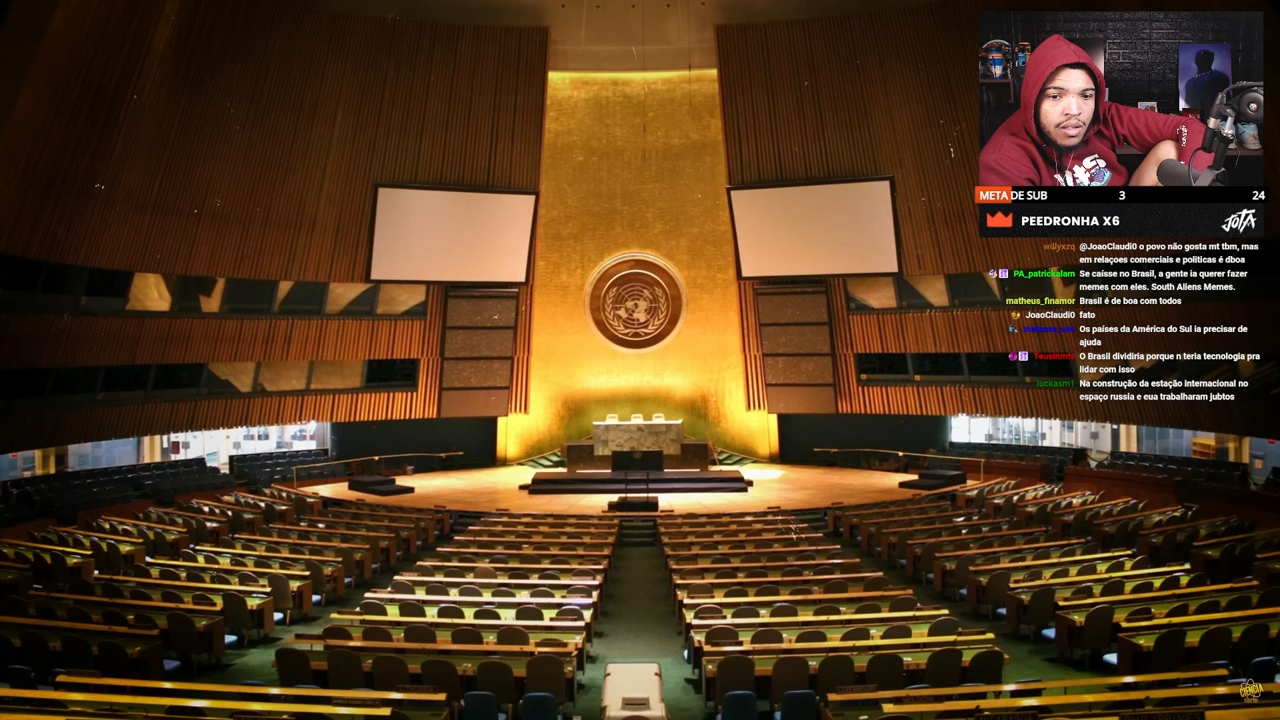 META DE SUB 3 24
PEEDRONHA X6 JOTA
willyxzq @JoaoClaudi0 o povo não gosta mt tbm, mas
em relaçoes comerciais e politicas é dboa
PA_patrickalam Se caísse no Brasil, a gente ia querer fazer
memes com eles. South Aliens Memes.
matheus_finamor Brasil é de boa com todos
JoaoClaudi0 fato
Os países da América do Sul ia precisar de
ajuda
O Brasil dividiria porque n teria tecnologia pra
lidar com isso
luckasm1 Na construção da estação internacional no
espaço russia e eua trabalharam jubtos
CIÊNCIA